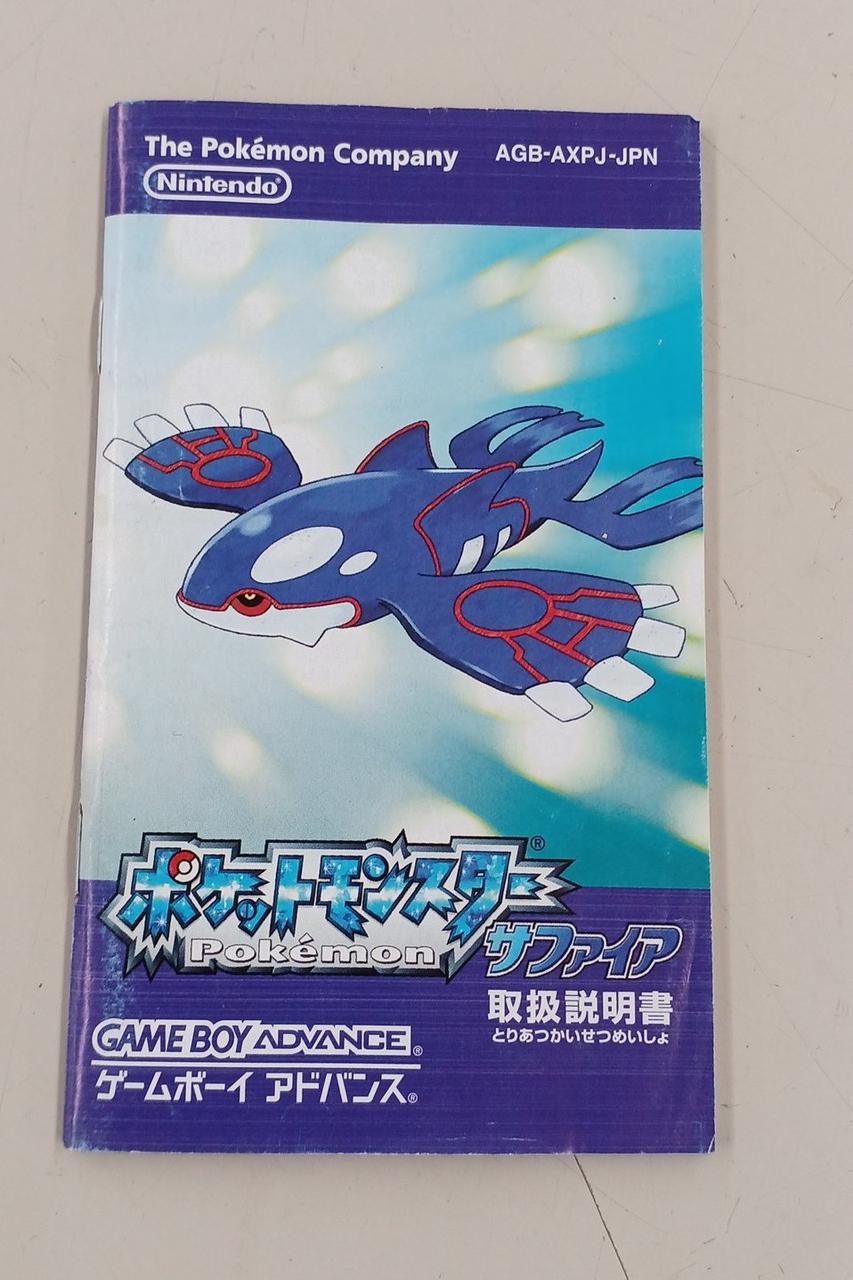 The Pokémon Company AGB-AXPJ-JPN
Nintendo®
ポケットモンスター®
Pokémon
サファイア
取扱説明書
とりあつかいせつめいしょ
GAME BOY ADVANCE®
ゲームボーイ アドバンス®